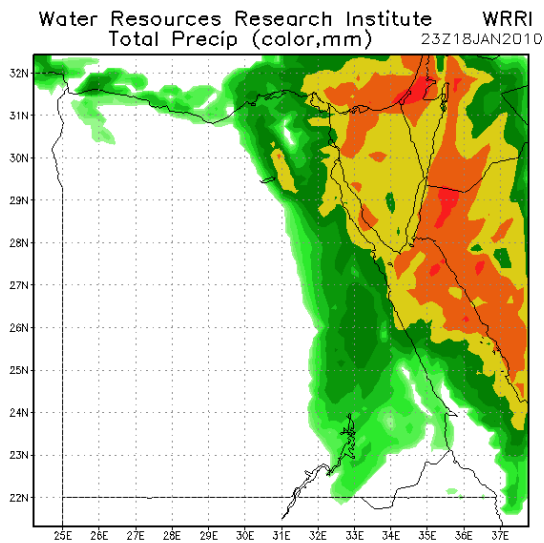 Water Resources Research Institute WRRI
Total Precip (color,mm) 23Z18JAN2010
32N
31N
30N
29N
28N
27N
26N
25N
24N
23N
22N
25E 26E 27E 28E 29E 30E 31E 32E 33E 34E 35E 36E 37E